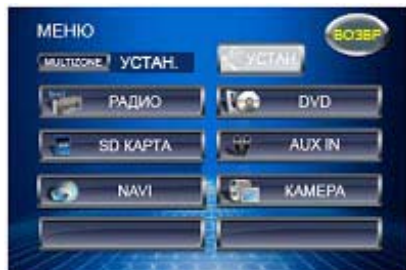 МЕНЮ
ВОЗВР
MULTIZONE УСТАН. УСТАН
РАДИО DVD
SD КАРТА AUX IN
NAVI КАМЕРА